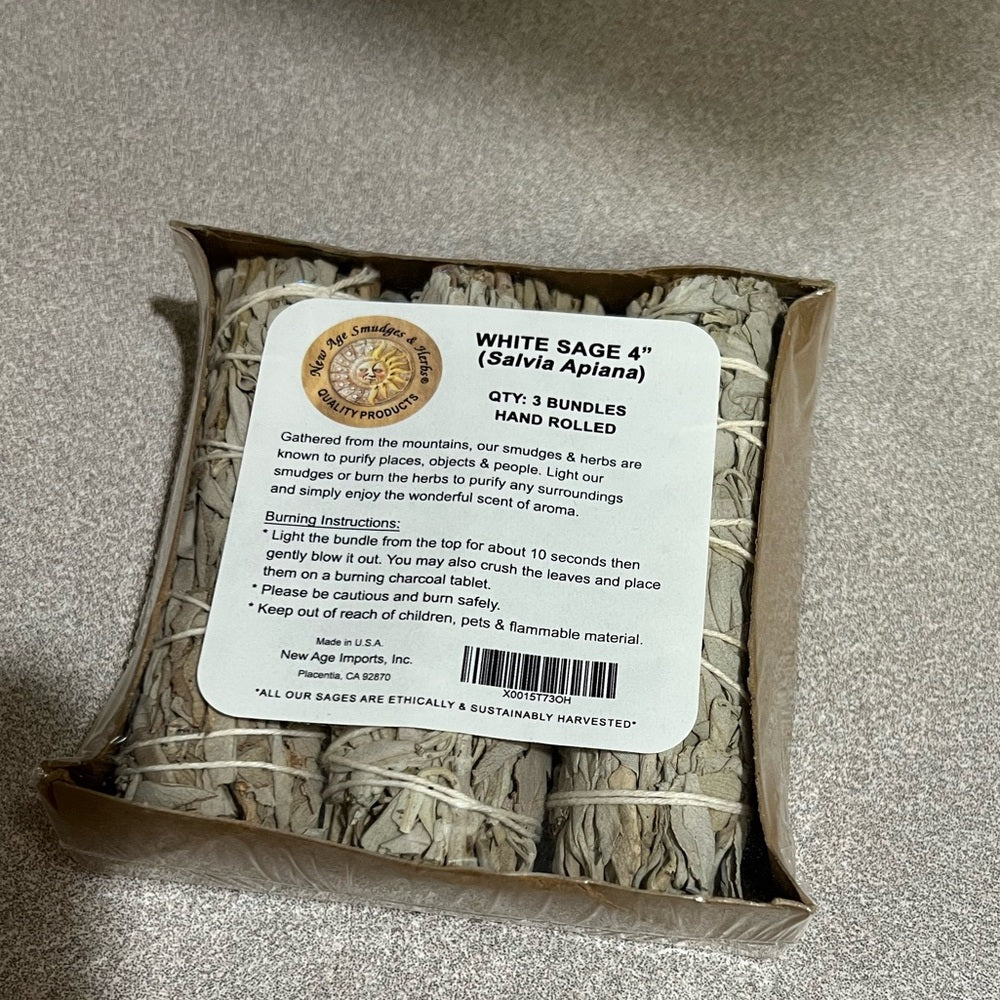 New Age Smudges & Herbs®
QUALITY PRODUCTS
WHITE SAGE 4”
(Salvia Apiana)
QTY: 3 BUNDLES
HAND ROLLED
Gathered from the mountains, our smudges & herbs are
known to purify places, objects & people. Light our
smudges or burn the herbs to purify any surroundings
and simply enjoy the wonderful scent of aroma.
Burning Instructions:
* Light the bundle from the top for about 10 seconds then
gently blow it out. You may also crush the leaves and place
them on a burning charcoal tablet.
* Please be cautious and burn safely.
* Keep out of reach of children, pets & flammable material.
Made in U.S.A.
New Age Imports, Inc.
Placentia, CA 92870
X0015T73OH
*ALL OUR SAGES ARE ETHICALLY & SUSTAINABLY HARVESTED*